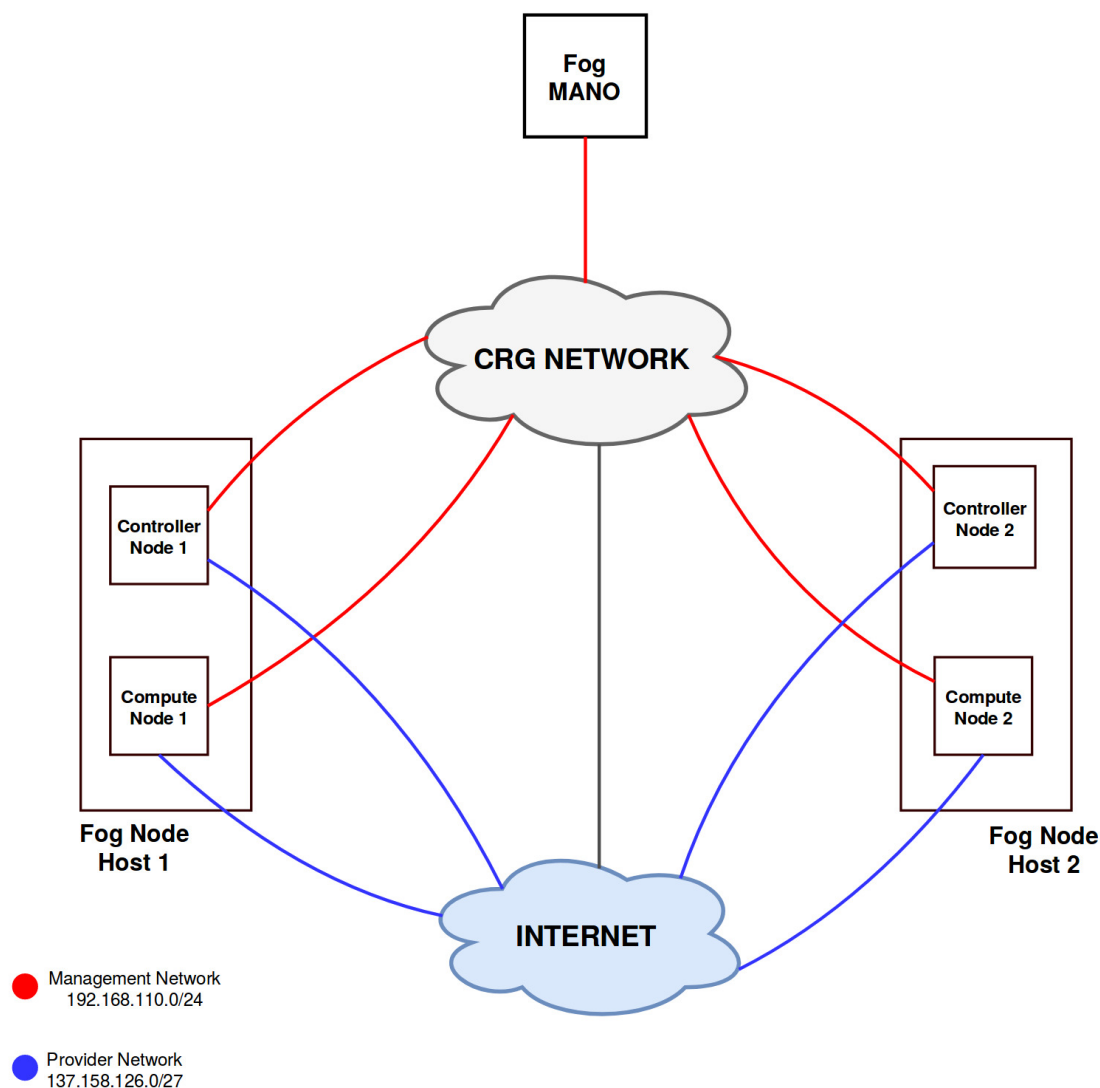 Fog
MANO
CRG NETWORK
Controller
Node 1
Controller
Node 2
Compute
Node 1
Compute
Node 2
Fog Node
Host 1
Fog Node
Host 2
INTERNET
Management Network
192.168.110.0/24
Provider Network
137.158.126.0/27